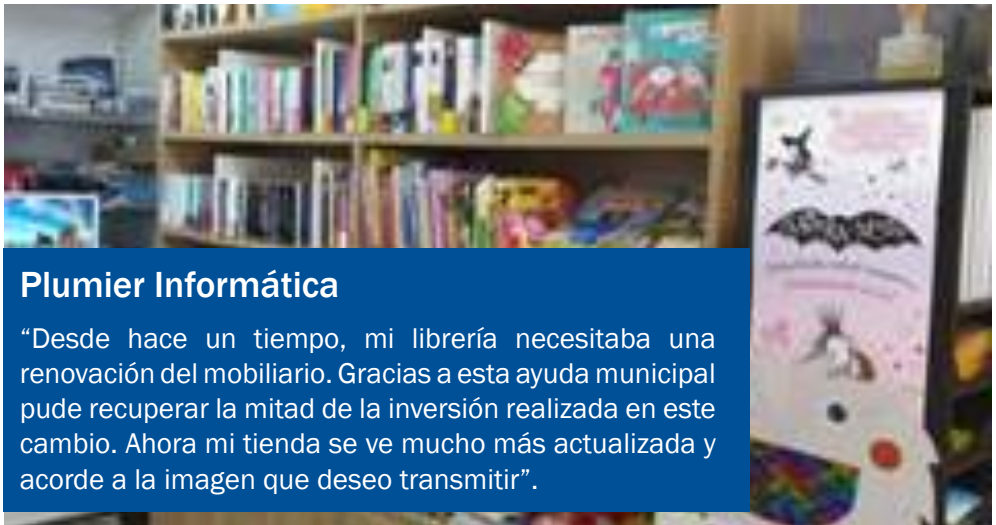 Plumier Informática
“Desde hace un tiempo, mi librería necesitaba una
renovación del mobiliario. Gracias a esta ayuda municipal
pude recuperar la mitad de la inversión realizada en este
cambio. Ahora mi tienda se ve mucho más actualizada y
acorde a la imagen que deseo transmitir”.